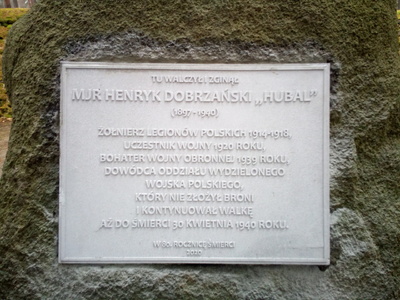 TU WALCZYŁ I ZGINĄŁ
MJR HENRYK DOBRZAŃSKI „HUBAL”
(1897 - 1940)
ŻOŁNIERZ LEGIONÓW POLSKICH 1914-1918,
UCZESTNIK WOJNY 1920 ROKU,
BOHATER WOJNY OBRONNEJ 1939 ROKU,
DOWÓDCA ODDZIAŁU WYDZIELONEGO
WOJSKA POLSKIEGO,
KTÓRY NIE ZŁOŻYŁ BRONI
I KONTYNUOWAŁ WALKĘ
AŻ DO ŚMIERCI 30 KWIETNIA 1940 ROKU.
W 80. ROCZNICĘ ŚMIERCI
2020